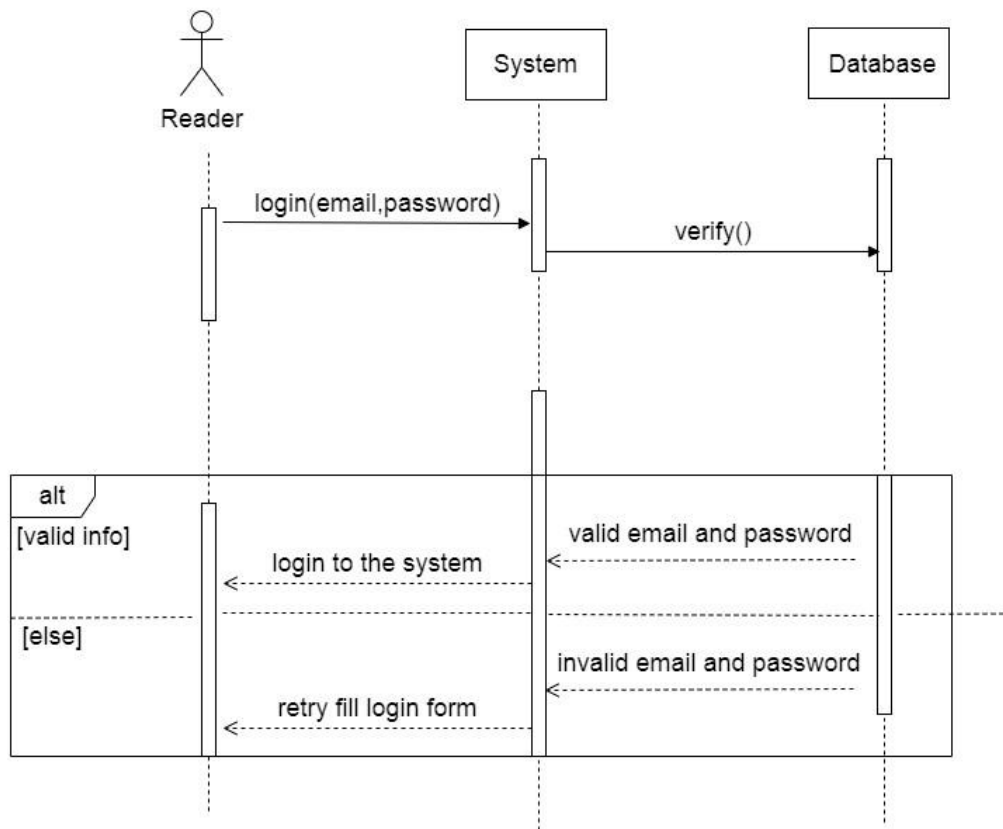 System
Database
Reader
login(email,password)
verify()
alt
[valid info]
valid email and password
login to the system
[else]
invalid email and password
retry fill login form